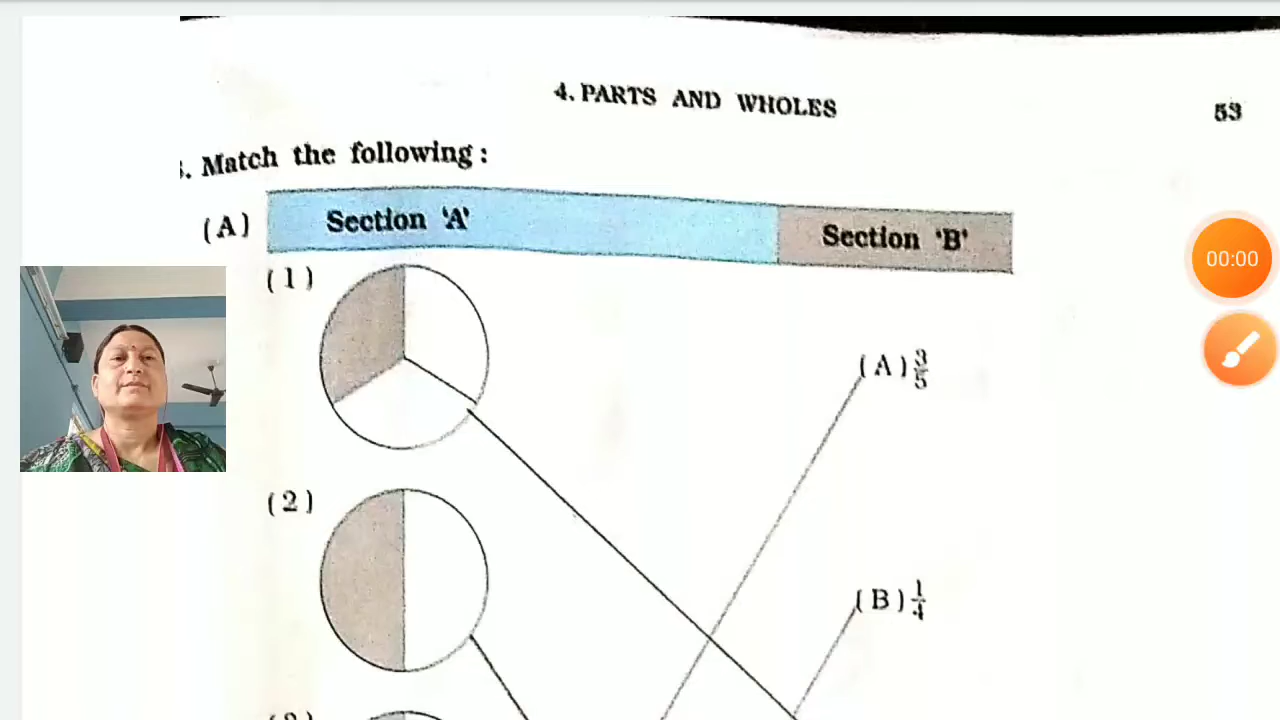 4. PARTS AND WHOLES
53
. Match the following :
(A) Section 'A' Section 'B'
(1)
(A) 3/5
(2)
(B) 1/4
00:00